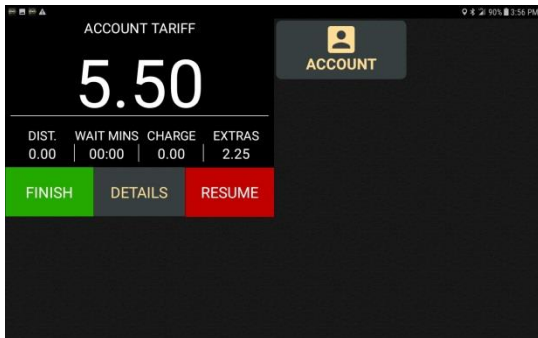 90% 3:56 PM
ACCOUNT TARIFF
5.50
DIST. WAIT MINS CHARGE EXTRAS
0.00 00:00 0.00 2.25
FINISH DETAILS RESUME
ACCOUNT